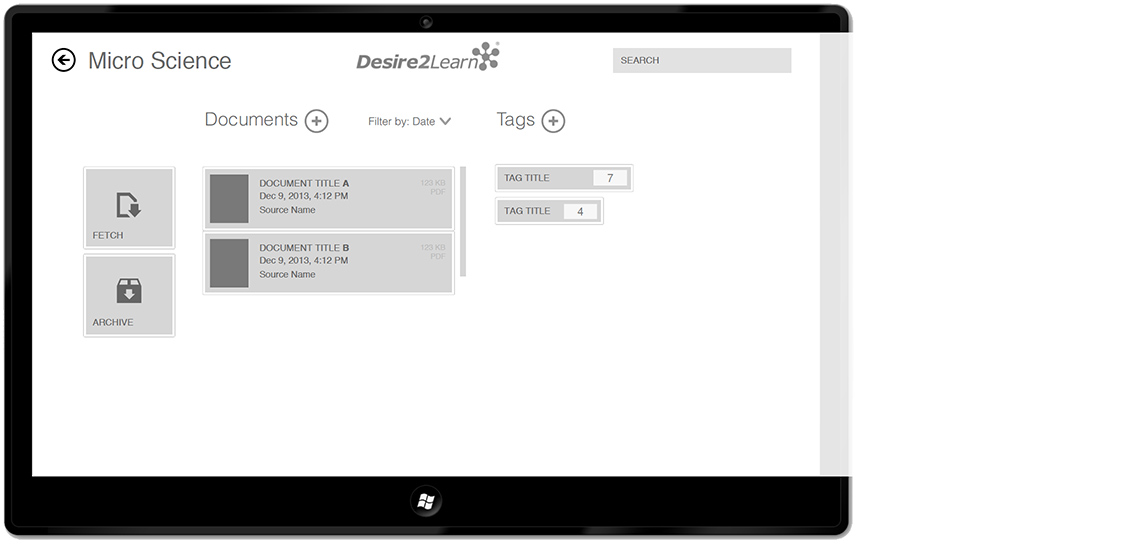 Micro Science
Desire2Learn
SEARCH
Documents
Filter by: Date
Tags
FETCH
ARCHIVE
DOCUMENT TITLE A
123 KB
Dec 9, 2013, 4:12 PM
PDF
Source Name
DOCUMENT TITLE B
123 KB
Dec 9, 2013, 4:12 PM
PDF
Source Name
TAG TITLE 7
TAG TITLE 4